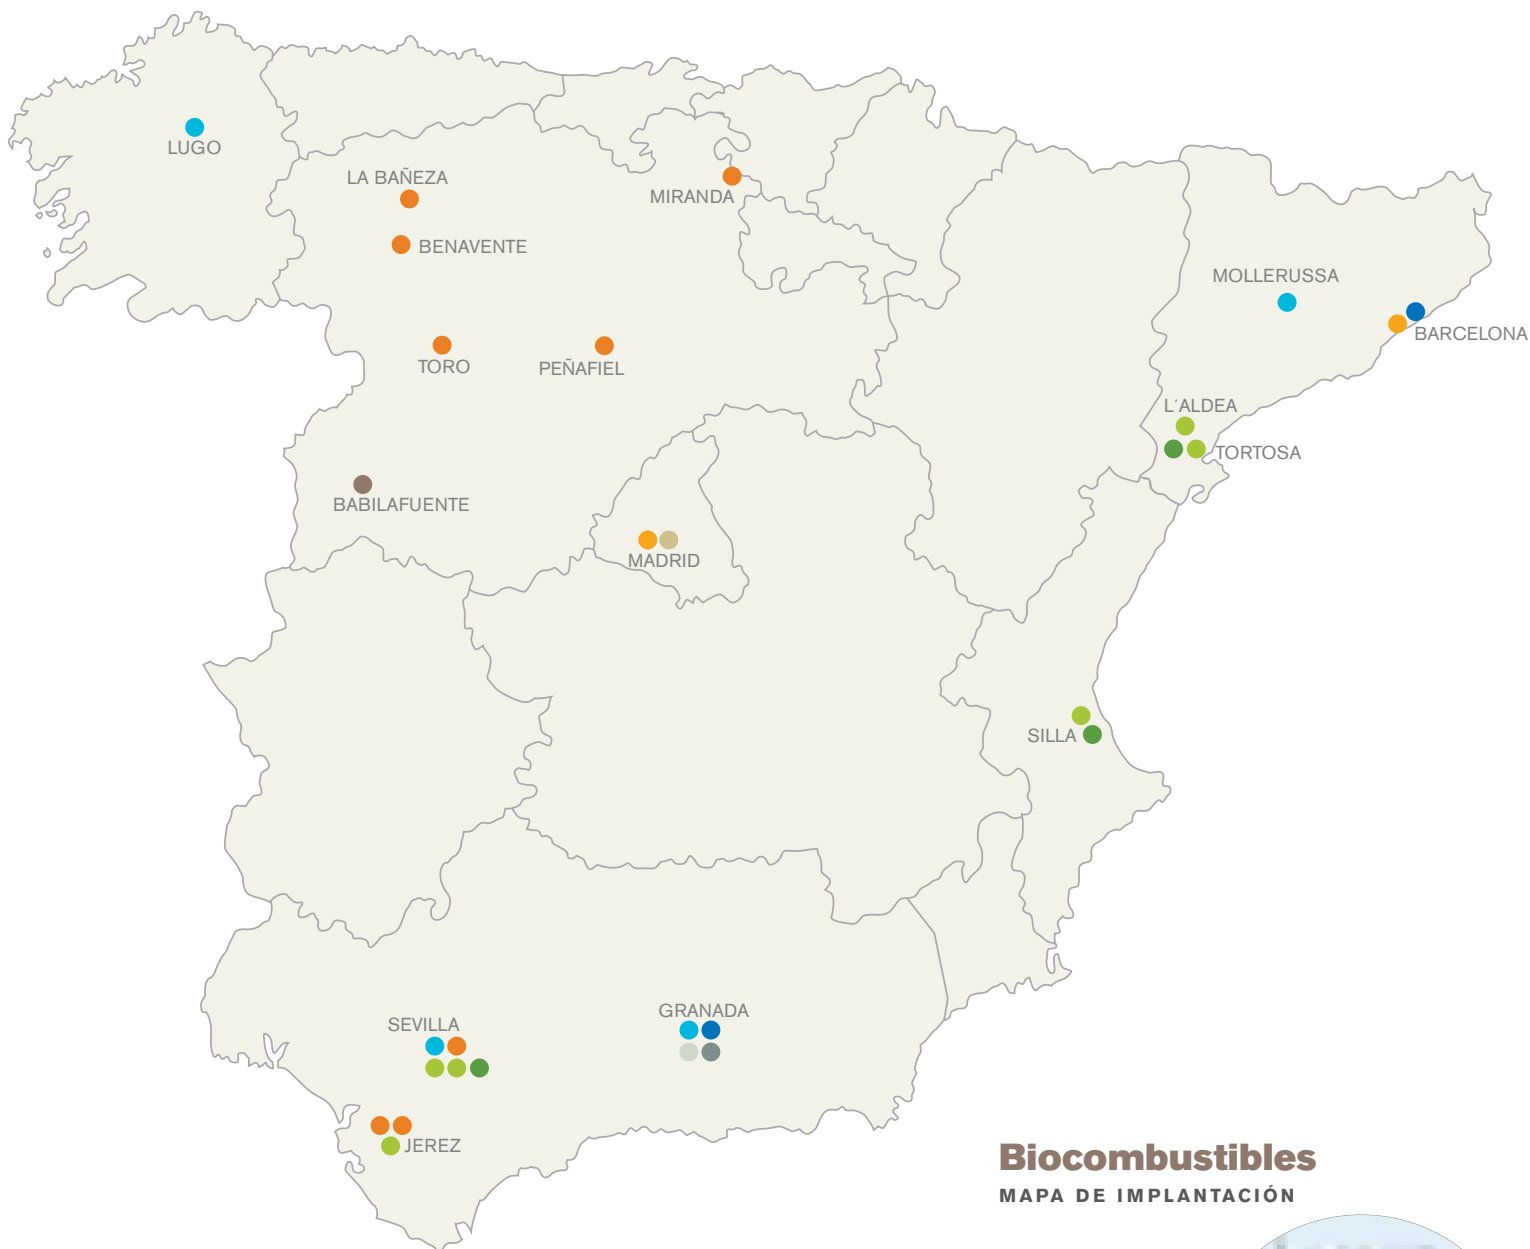 LUGO
LA BAÑEZA
MIRANDA
BENAVENTE
MOLLERUSSA
BARCELONA
TORO
PEÑAFIEL
L´ALDEA
TORTOSA
BABILAFUENTE
MADRID
SILLA
GRANADA
SEVILLA
JEREZ
Biocombustibles
MAPA DE IMPLANTACIÓN